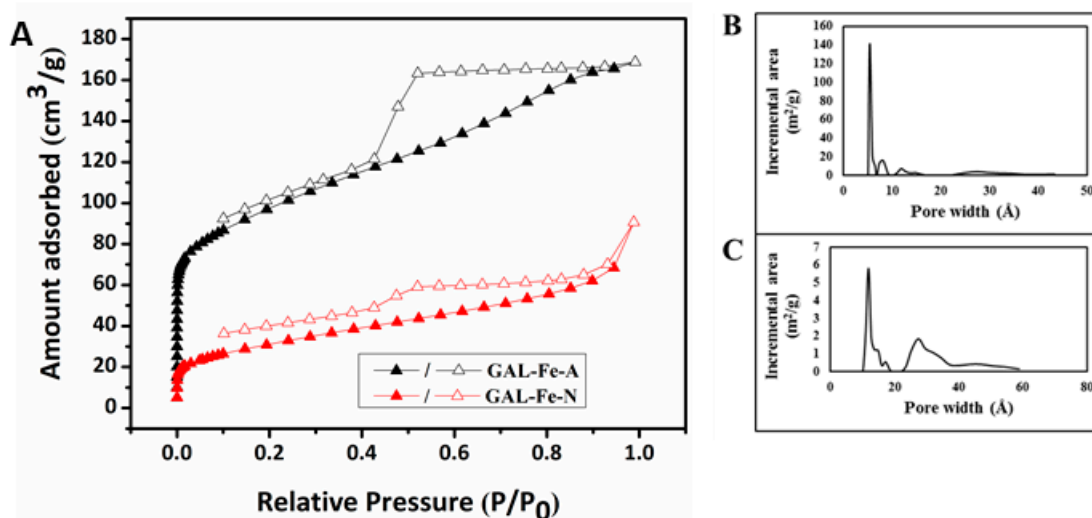 A
Amount adsorbed (cm³/g)
180
160
140
120
100
80
60
40
20
0
0.0 0.2 0.4 0.6 0.8 1.0
Relative Pressure (P/P₀)
/ GAL-Fe-A
/ GAL-Fe-N
B
Incremental area
(m²/g)
160
140
120
100
80
60
40
20
0
0 10 20 30 40 50
Pore width (Å)
C
Incremental area
(m²/g)
7
6
5
4
3
2
1
0
0 20 40 60 80
Pore width (Å)